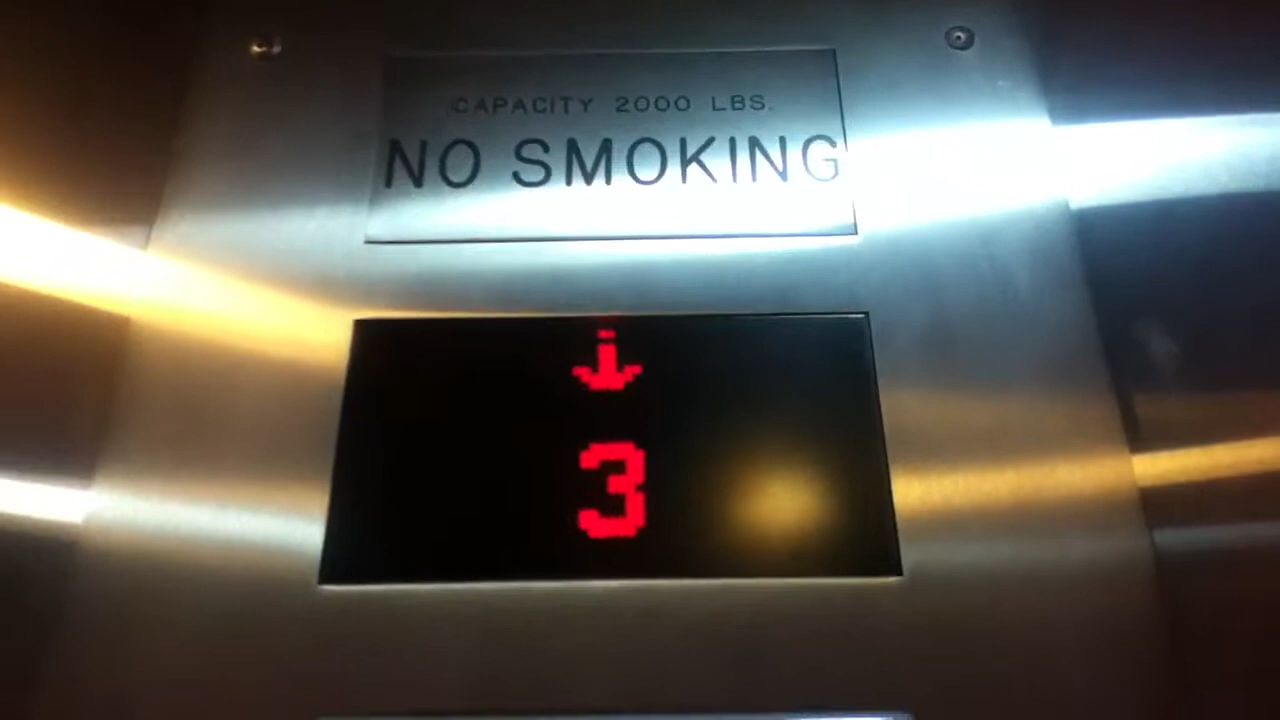 CAPACITY 2000 LBS.
NO SMOKING
↓
3